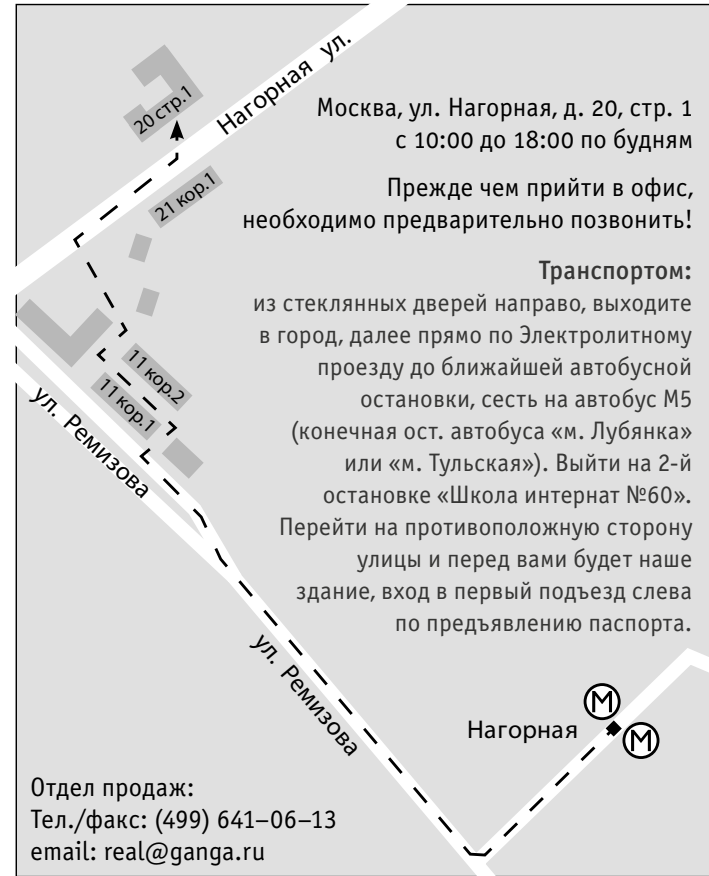 Нагорная ул.
20 стр.1
21 кор.1
Москва, ул. Нагорная, д. 20, стр. 1
с 10:00 до 18:00 по будням
Прежде чем прийти в офис,
необходимо предварительно позвонить!
Транспортом:
из стеклянных дверей направо, выходите
в город, далее прямо по Электролитному
проезду до ближайшей автобусной
остановки, сесть на автобус М5
(конечная ост. автобуса «м. Лубянка»
или «м. Тульская»). Выйти на 2-й
остановке «Школа интернат №60».
Перейти на противоположную сторону
улицы и перед вами будет наше
здание, вход в первый подъезд слева
по предъявлению паспорта.
11 кор.2
11 кор.1
ул. Ремизова
ул. Ремизова
М
Нагорная
М
Отдел продаж:
Тел./факс: (499) 641–06–13
email: real@ganga.ru